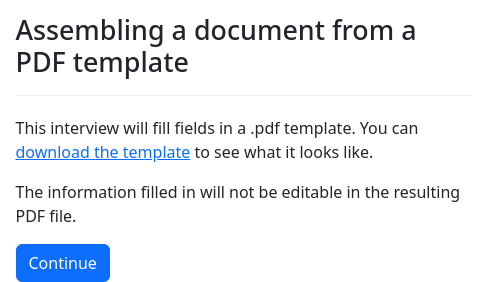 Assembling a document from a
PDF template
This interview will fill fields in a .pdf template. You can
download the template to see what it looks like.
The information filled in will not be editable in the resulting
PDF file.
Continue